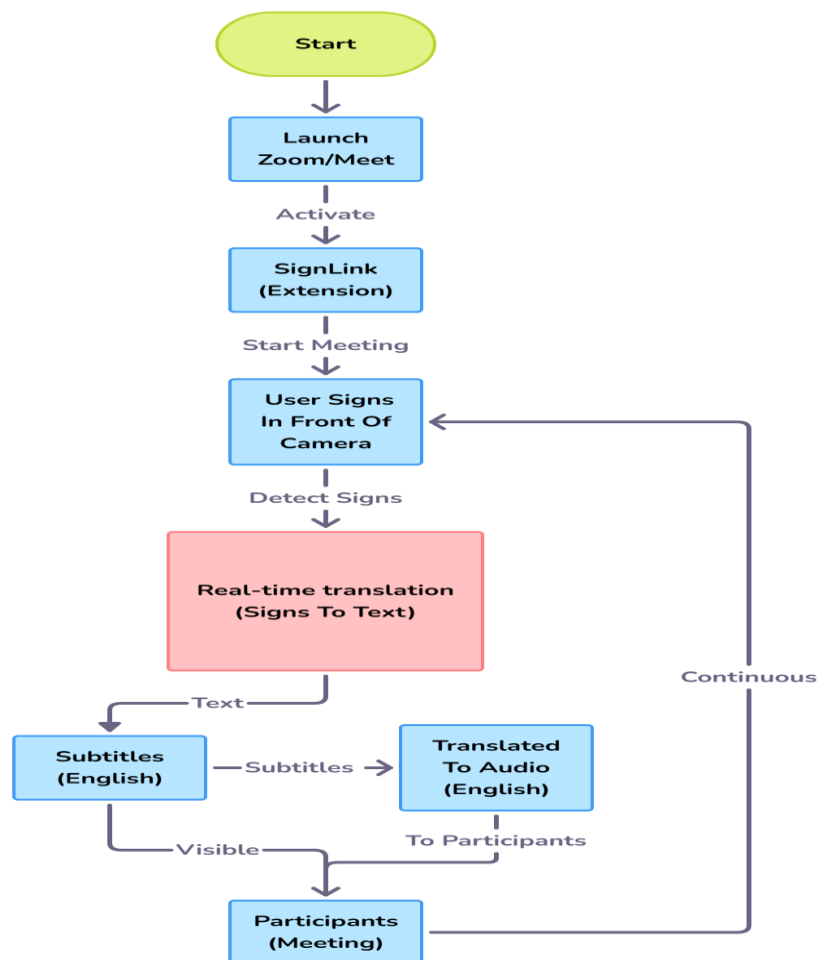 Start
Launch
Zoom/Meet
Activate
SignLink
(Extension)
Start Meeting
User Signs
In Front Of
Camera
Detect Signs
Real-time translation
(Signs To Text)
Continuous
Text
Subtitles
(English)
Subtitles
Translated
To Audio
(English)
To Participants
Visible
Participants
(Meeting)